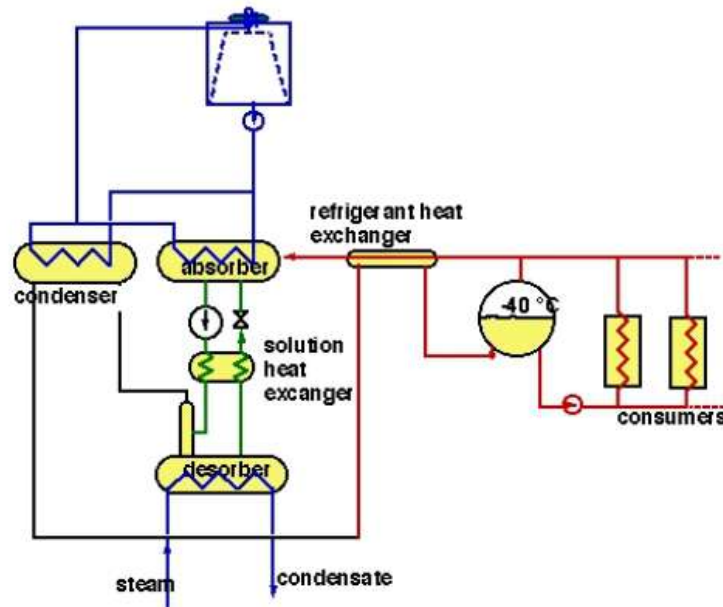 refrigerant heat
exchanger
absorber
condenser
-40 °C
solution
heat
excanger
consumers
desorber
steam
condensate